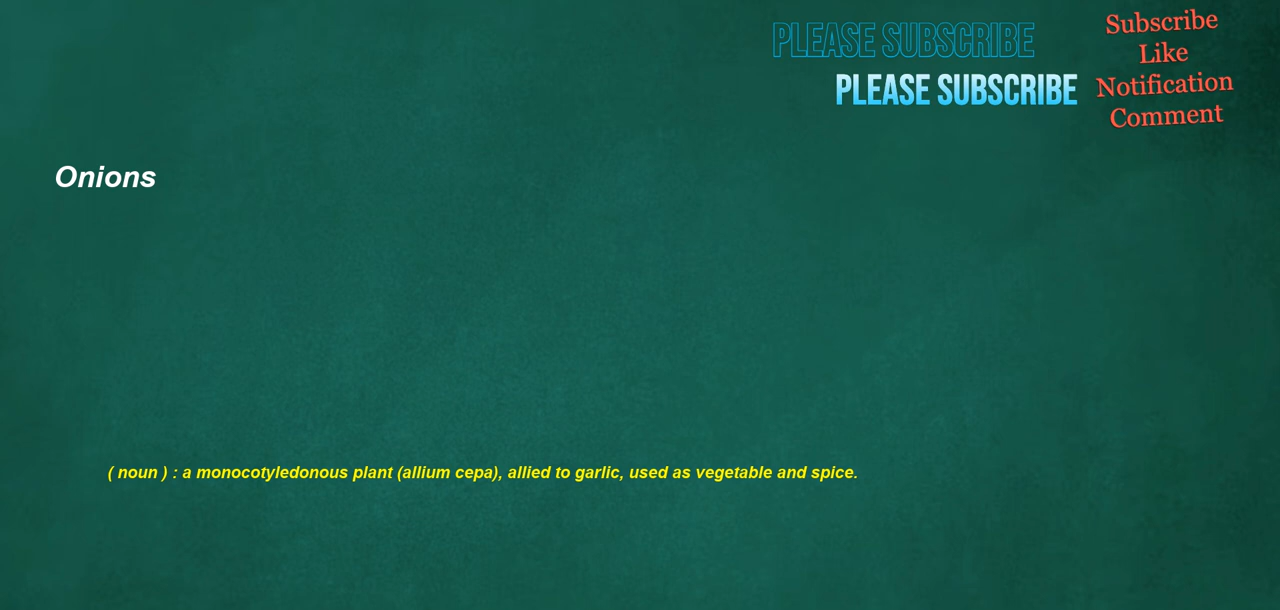 PLEASE SUBSCRIBE
PLEASE SUBSCRIBE
Subscribe
Like
Notification
Comment
Onions
( noun ) : a monocotyledonous plant (allium cepa), allied to garlic, used as vegetable and spice.